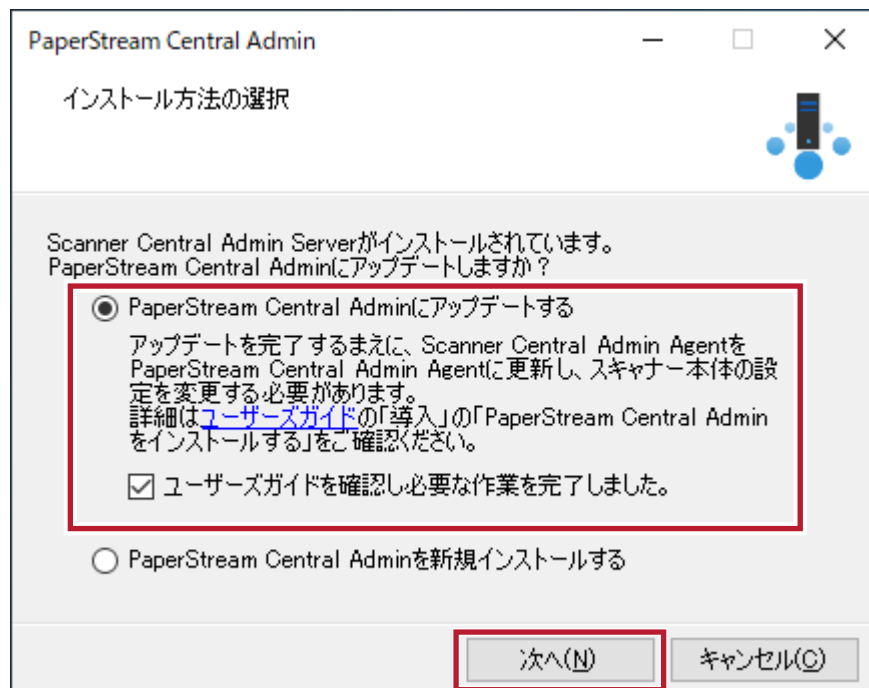 PaperStream Central Admin
インストール方法の選択
Scanner Central Admin Serverがインストールされています。
PaperStream Central Adminにアップデートしますか？
PaperStream Central Adminにアップデートする
アップデートを完了するまえに、Scanner Central Admin Agentを
PaperStream Central Admin Agentに更新し、スキャナー本体の設
定を変更する必要があります。
詳細はユーザーズガイドの「導入」の「PaperStream Central Admin
をインストールする」をご確認ください。
ユーザーズガイドを確認し必要な作業を完了しました。
PaperStream Central Adminを新規インストールする
次へ(N)
キャンセル(C)